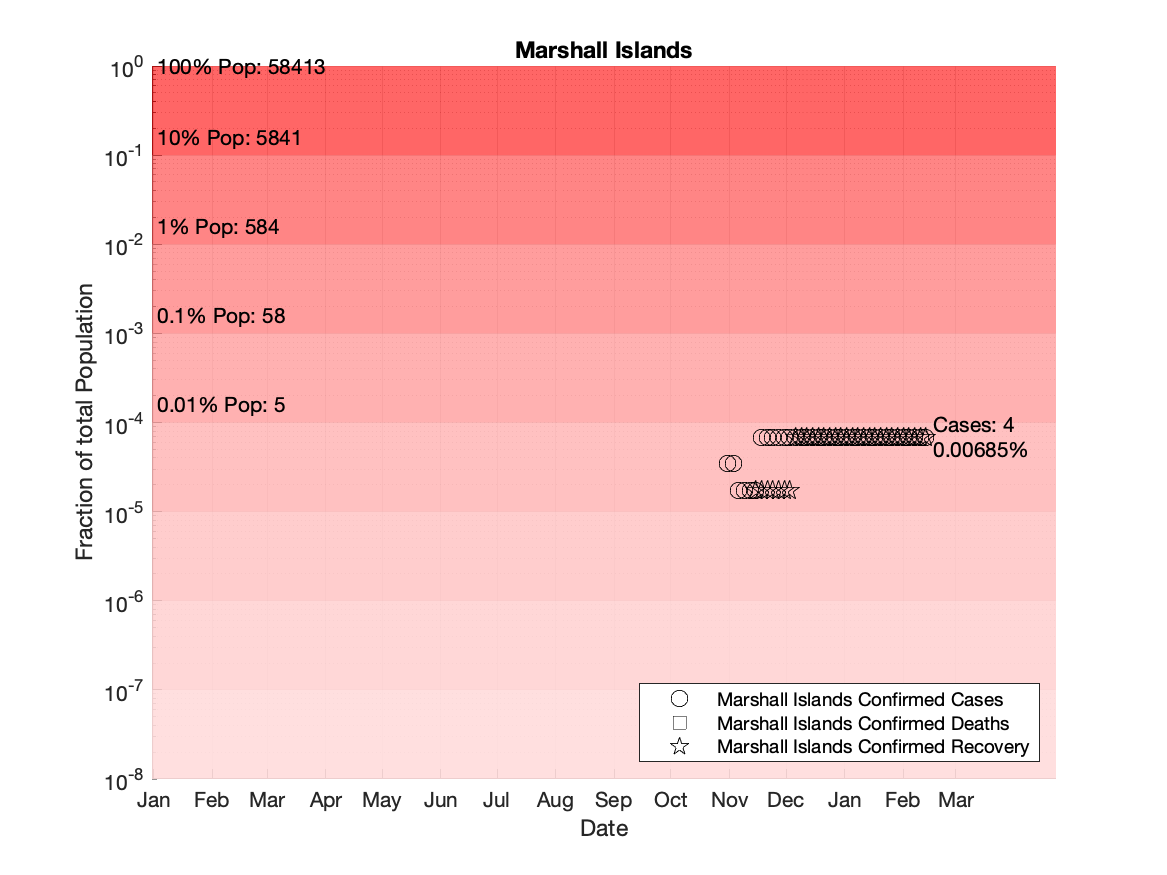 Marshall Islands
10^0
100% Pop: 58413
10% Pop: 5841
10^-1
1% Pop: 584
10^-2
0.1% Pop: 58
10^-3
0.01% Pop: 5
10^-4
Cases: 4
0.00685%
10^-5
10^-6
10^-7
10^-8
Fraction of total Population
Marshall Islands Confirmed Cases
Marshall Islands Confirmed Deaths
Marshall Islands Confirmed Recovery
Jan Feb Mar Apr May Jun Jul Aug Sep Oct Nov Dec Jan Feb Mar
Date